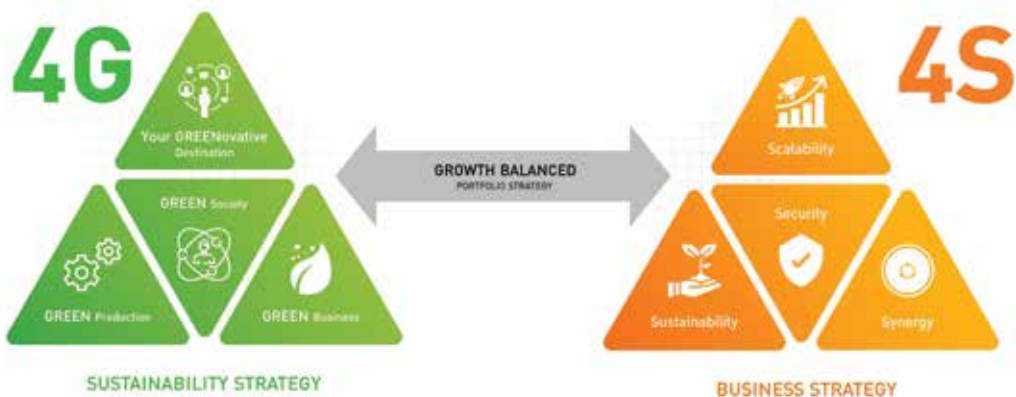 4G
Your GREENovative
Destination
GREEN Society
GREEN Production
GREEN Business
SUSTAINABILITY STRATEGY
GROWTH BALANCED
PORTFOLIO STRATEGY
4S
Scalability
Security
Sustainability
Synergy
BUSINESS STRATEGY